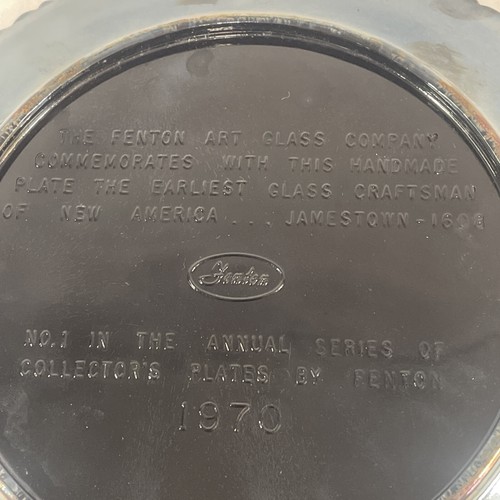 THE FENTON ART GLASS COMPANY
COMMEMORATES WITH THIS HANDMADE
PLATE THE EARLIEST GLASS CRAFTSMAN
OF NEW AMERICA... JAMESTOWN-1608
Fenton
NO.1 IN THE ANNUAL SERIES OF
COLLECTOR'S PLATES BY FENTON
1970